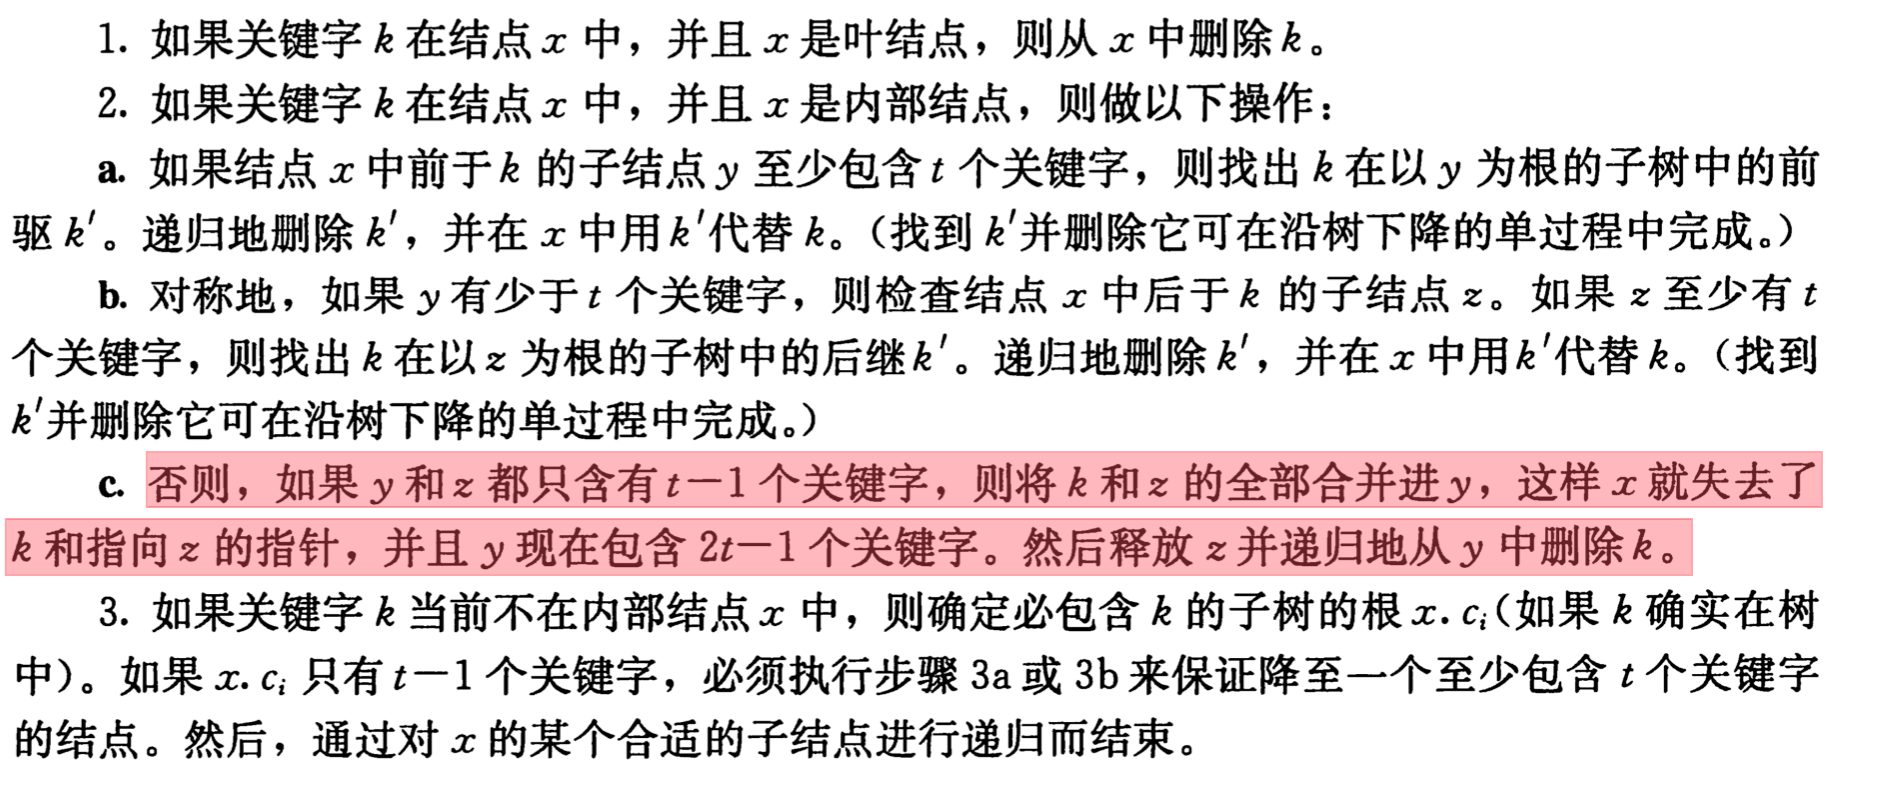 1. 如果关键字 k 在结点 x 中，并且 x 是叶结点，则从 x 中删除 k。
2. 如果关键字 k 在结点 x 中，并且 x 是内部结点，则做以下操作：
a. 如果结点 x 中前于 k 的子结点 y 至少包含 t 个关键字，则找出 k 在以 y 为根的子树中的前
驱 k′。递归地删除 k′，并在 x 中用 k′代替 k。（找到 k′并删除它可在沿树下降的单过程中完成。）
b. 对称地，如果 y 有少于 t 个关键字，则检查结点 x 中后于 k 的子结点 z。如果 z 至少有 t
个关键字，则找出 k 在以 z 为根的子树中的后继 k′。递归地删除 k′，并在 x 中用 k′代替 k。（找到
k′并删除它可在沿树下降的单过程中完成。）
c. 否则，如果 y 和 z 都只含有 t−1 个关键字，则将 k 和 z 的全部合并进 y，这样 x 就失去了
k 和指向 z 的指针，并且 y 现在包含 2t−1 个关键字。然后释放 z 并递归地从 y 中删除 k。
3. 如果关键字 k 当前不在内部结点 x 中，则确定必包含 k 的子树的根 x.cᵢ(如果 k 确实在树
中)。如果 x.cᵢ 只有 t−1 个关键字，必须执行步骤 3a 或 3b 来保证降至一个至少包含 t 个关键字
的结点。然后，通过对 x 的某个合适的子结点进行递归而结束。